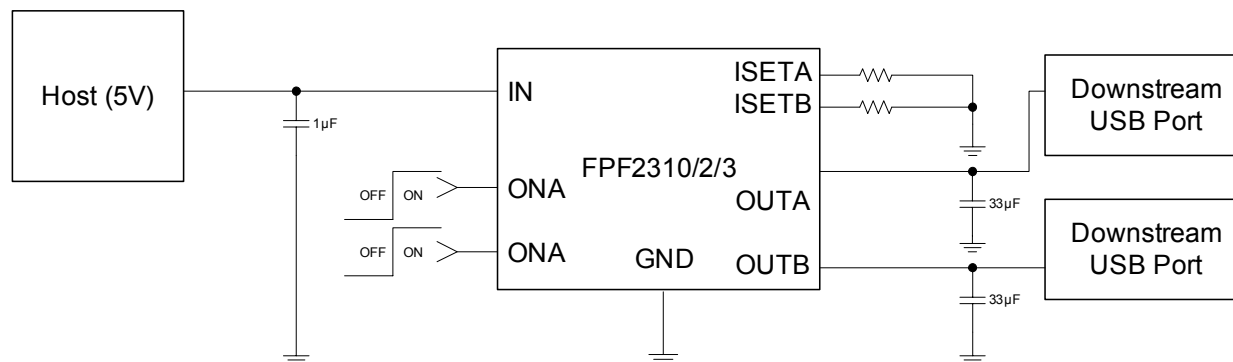 Host (5V)
1µF
OFF ON
OFF ON
IN
ONA
ONA
FPF2310/2/3
GND
ISETA
ISETB
OUTA
OUTB
33µF
33µF
Downstream
USB Port
Downstream
USB Port